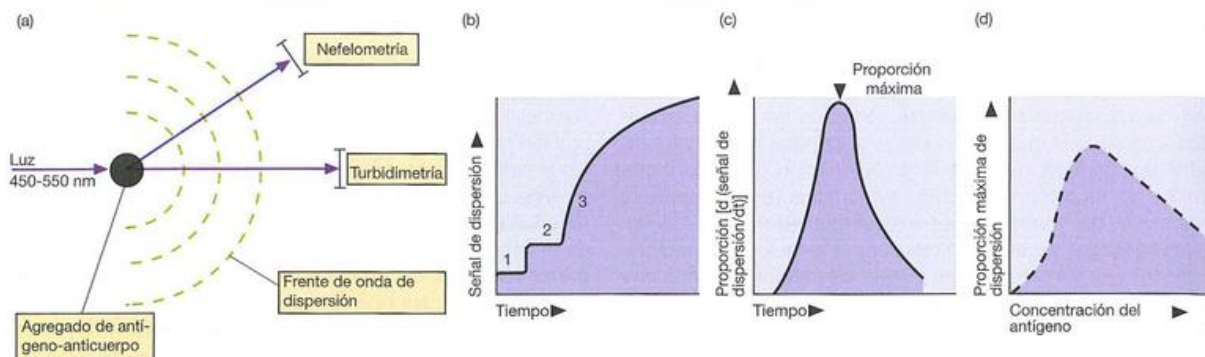 (a)
Nefelometría
Luz
450-550 nm
Turbidimetría
Frente de onda de
dispersión
Agregado de antí-
geno-anticuerpo
(b)
Señal de dispersión
1
2
3
Tiempo
(c)
Proporción
máxima
Proporción [d (señal de
dispersión/dt)]
Tiempo
(d)
Proporción máxima de
dispersión
Concentración del
antígeno